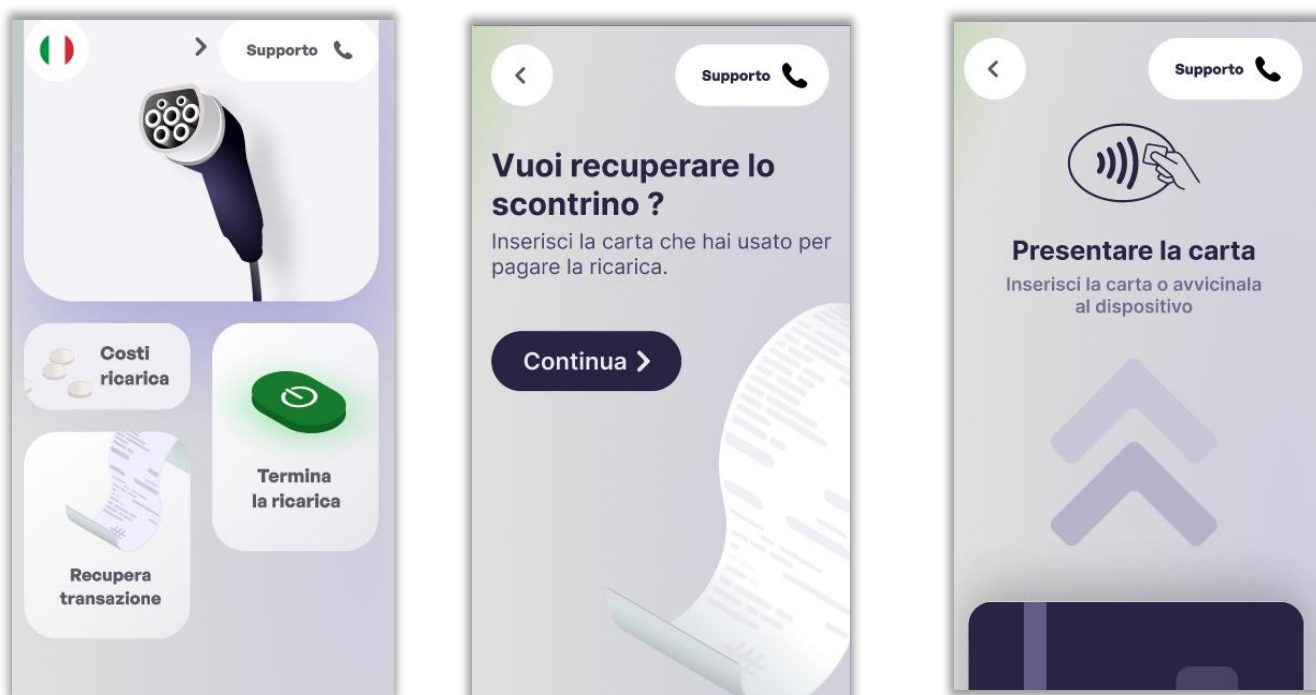 Supporto
Costi
ricarica
Termina
la ricarica
Recupera
transazione
Supporto
Vuoi recuperare lo
scontrino ?
Inserisci la carta che hai usato per
pagare la ricarica.
Continua
Supporto
Presentare la carta
Inserisci la carta o avvicinala
al dispositivo